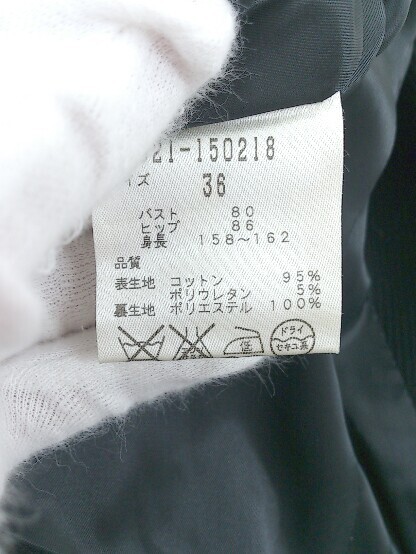 21-150218
イズ 36
バスト 80
ヒップ 86
身長 158～162
品質
表生地 コットン 95%
ポリウレタン 5%
裏生地 ポリエステル 100%
低
ドライ
セキユ系